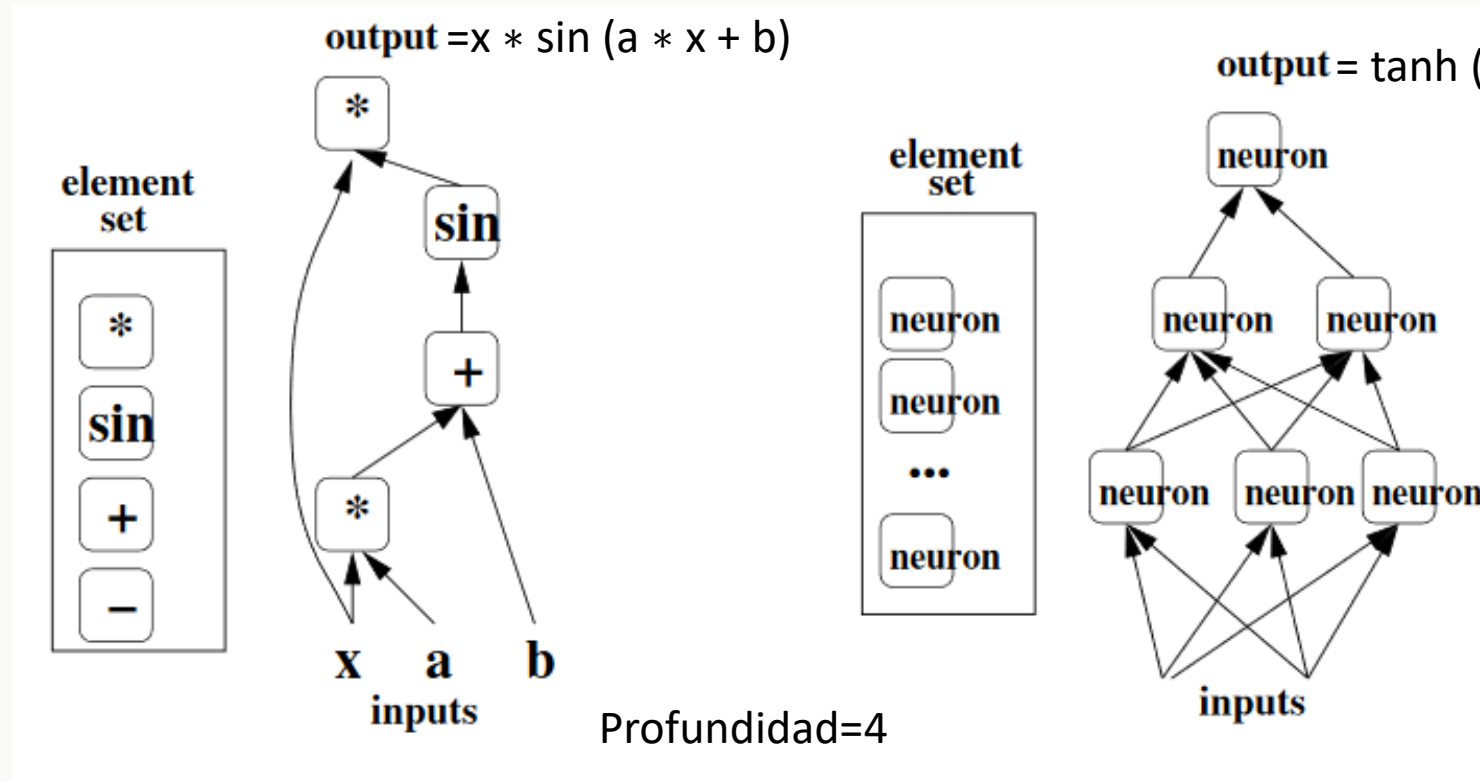 output =x * sin (a * x + b)
*
element
set
sin
*
sin
+
+
*
−
x a b
inputs
Profundidad=4
output = tanh (
neuron
element
set
neuron
neuron neuron
neuron
...
neuron neuron neuron
neuron
inputs